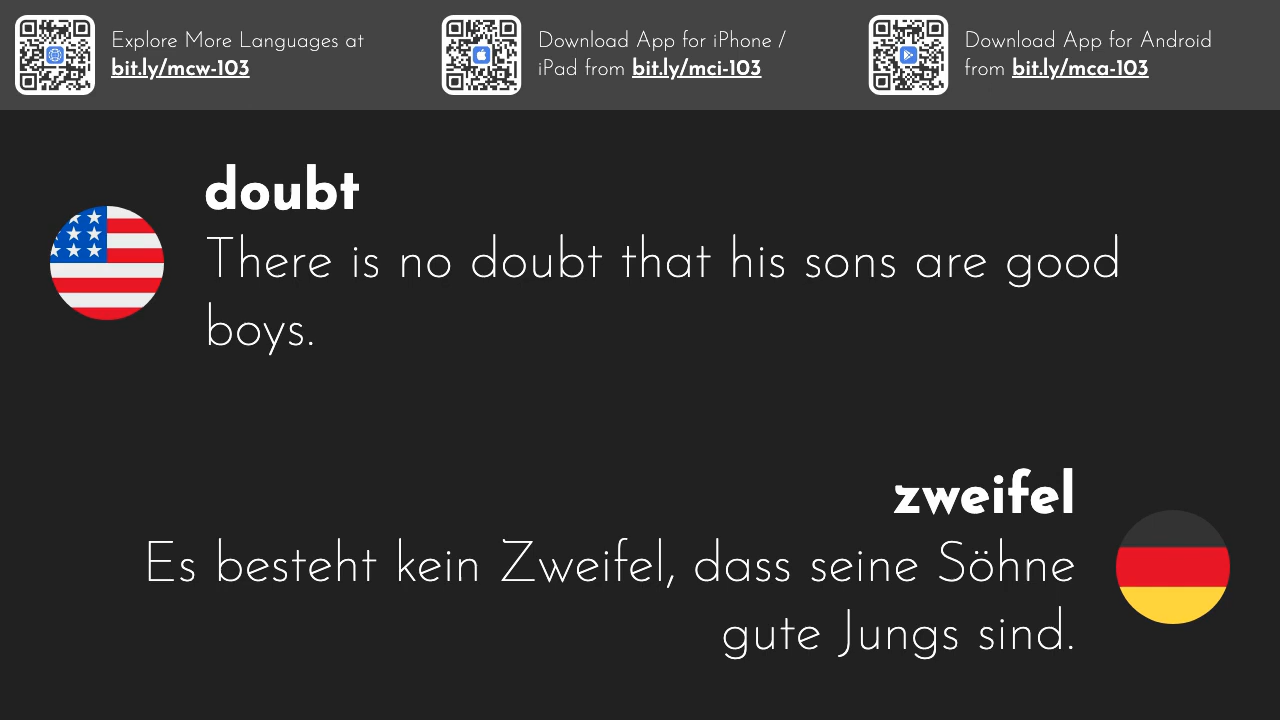 Explore More Languages at
bit.ly/mcw-103
Download App for iPhone /
iPad from bit.ly/mci-103
Download App for Android
from bit.ly/mca-103
doubt
There is no doubt that his sons are good
boys.
zweifel
Es besteht kein Zweifel, dass seine Söhne
gute Jungs sind.